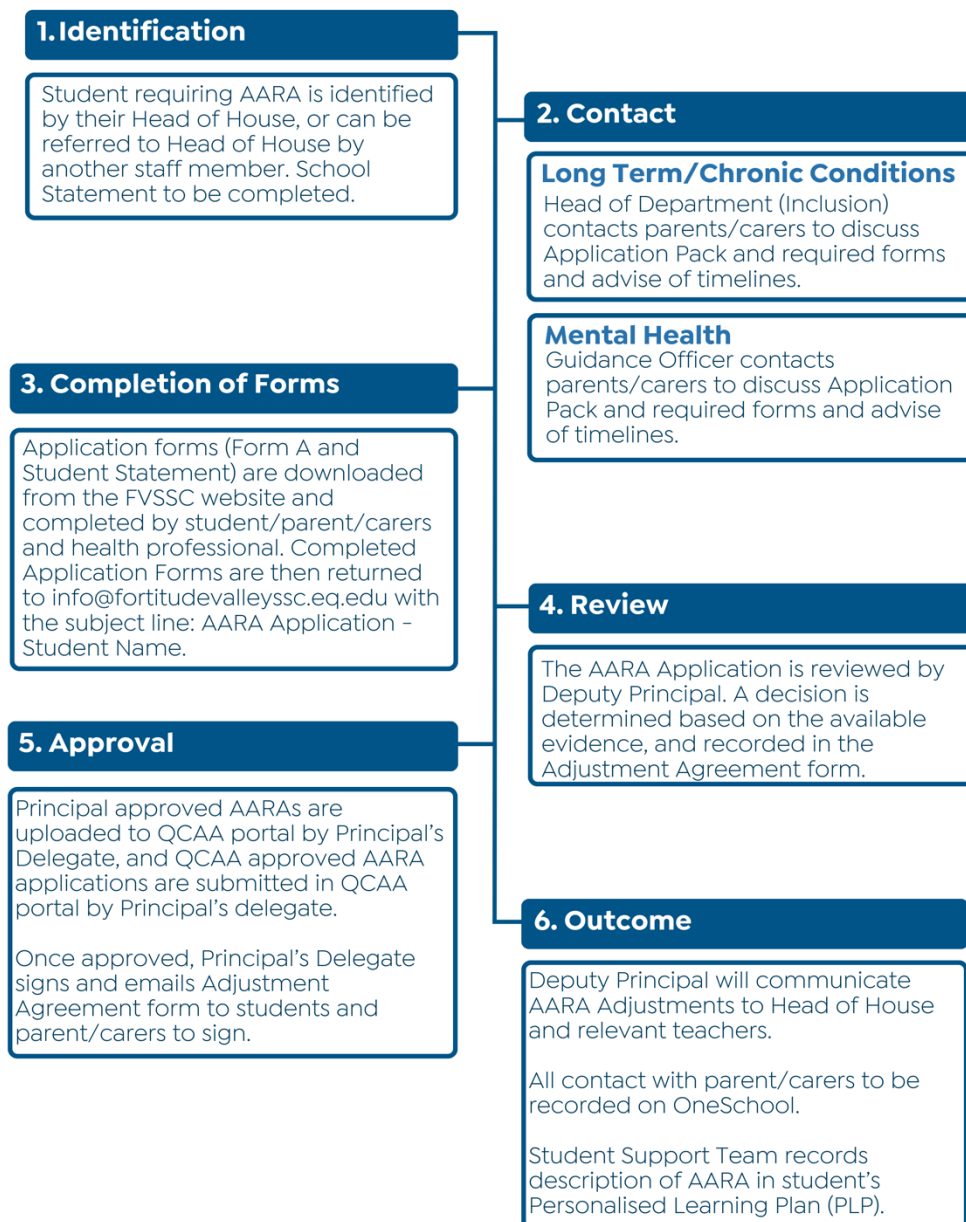 1. Identification
Student requiring AARA is identified
by their Head of House, or can be
referred to Head of House by
another staff member. School
Statement to be completed.
2. Contact
Long Term/Chronic Conditions
Head of Department (Inclusion)
contacts parents/carers to discuss
Application Pack and required forms
and advise of timelines.
Mental Health
Guidance Officer contacts
parents/carers to discuss Application
Pack and required forms and advise
of timelines.
3. Completion of Forms
Application forms (Form A and
Student Statement) are downloaded
from the FVSSC website and
completed by student/parent/carers
and health professional. Completed
Application Forms are then returned
to info@fortitudevalleyssc.eq.edu with
the subject line: AARA Application -
Student Name.
4. Review
The AARA Application is reviewed by
Deputy Principal. A decision is
determined based on the available
evidence, and recorded in the
Adjustment Agreement form.
5. Approval
Principal approved AARAs are
uploaded to QCAA portal by Principal's
Delegate, and QCAA approved AARA
applications are submitted in QCAA
portal by Principal's delegate.
Once approved, Principal's Delegate
signs and emails Adjustment
Agreement form to students and
parent/carers to sign.
6. Outcome
Deputy Principal will communicate
AARA Adjustments to Head of House
and relevant teachers.
All contact with parent/carers to be
recorded on OneSchool.
Student Support Team records
description of AARA in student's
Personalised Learning Plan (PLP).